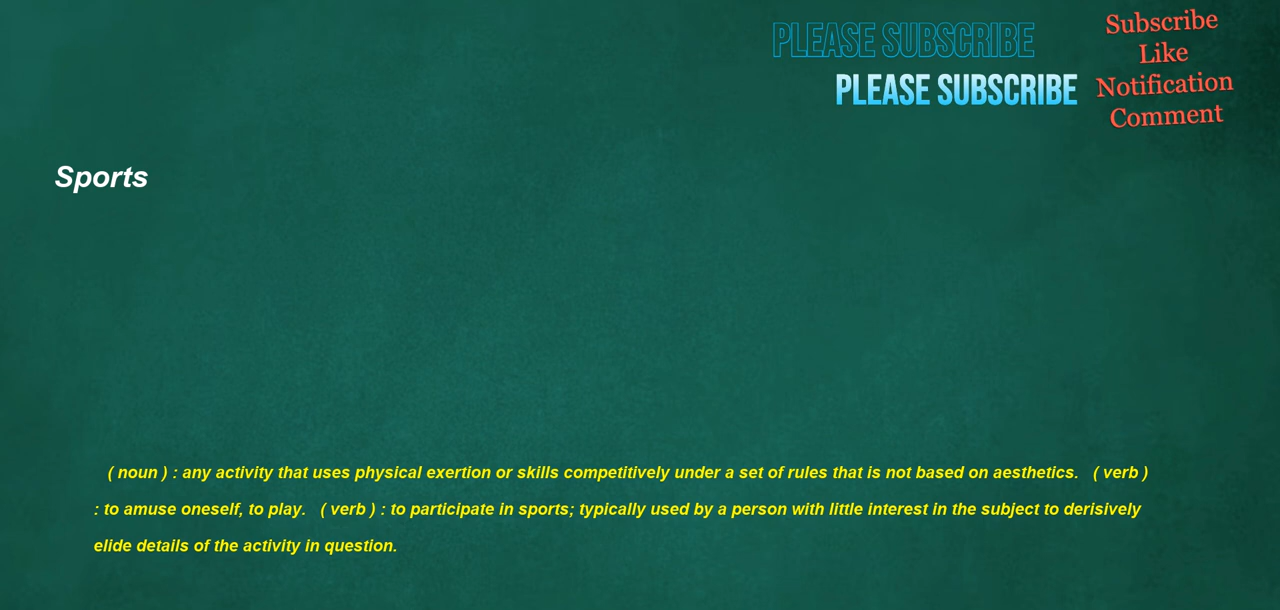 PLEASE SUBSCRIBE
PLEASE SUBSCRIBE
Subscribe
Like
Notification
Comment
Sports
( noun ) : any activity that uses physical exertion or skills competitively under a set of rules that is not based on aesthetics. ( verb )
: to amuse oneself, to play. ( verb ) : to participate in sports; typically used by a person with little interest in the subject to derisively
elide details of the activity in question.